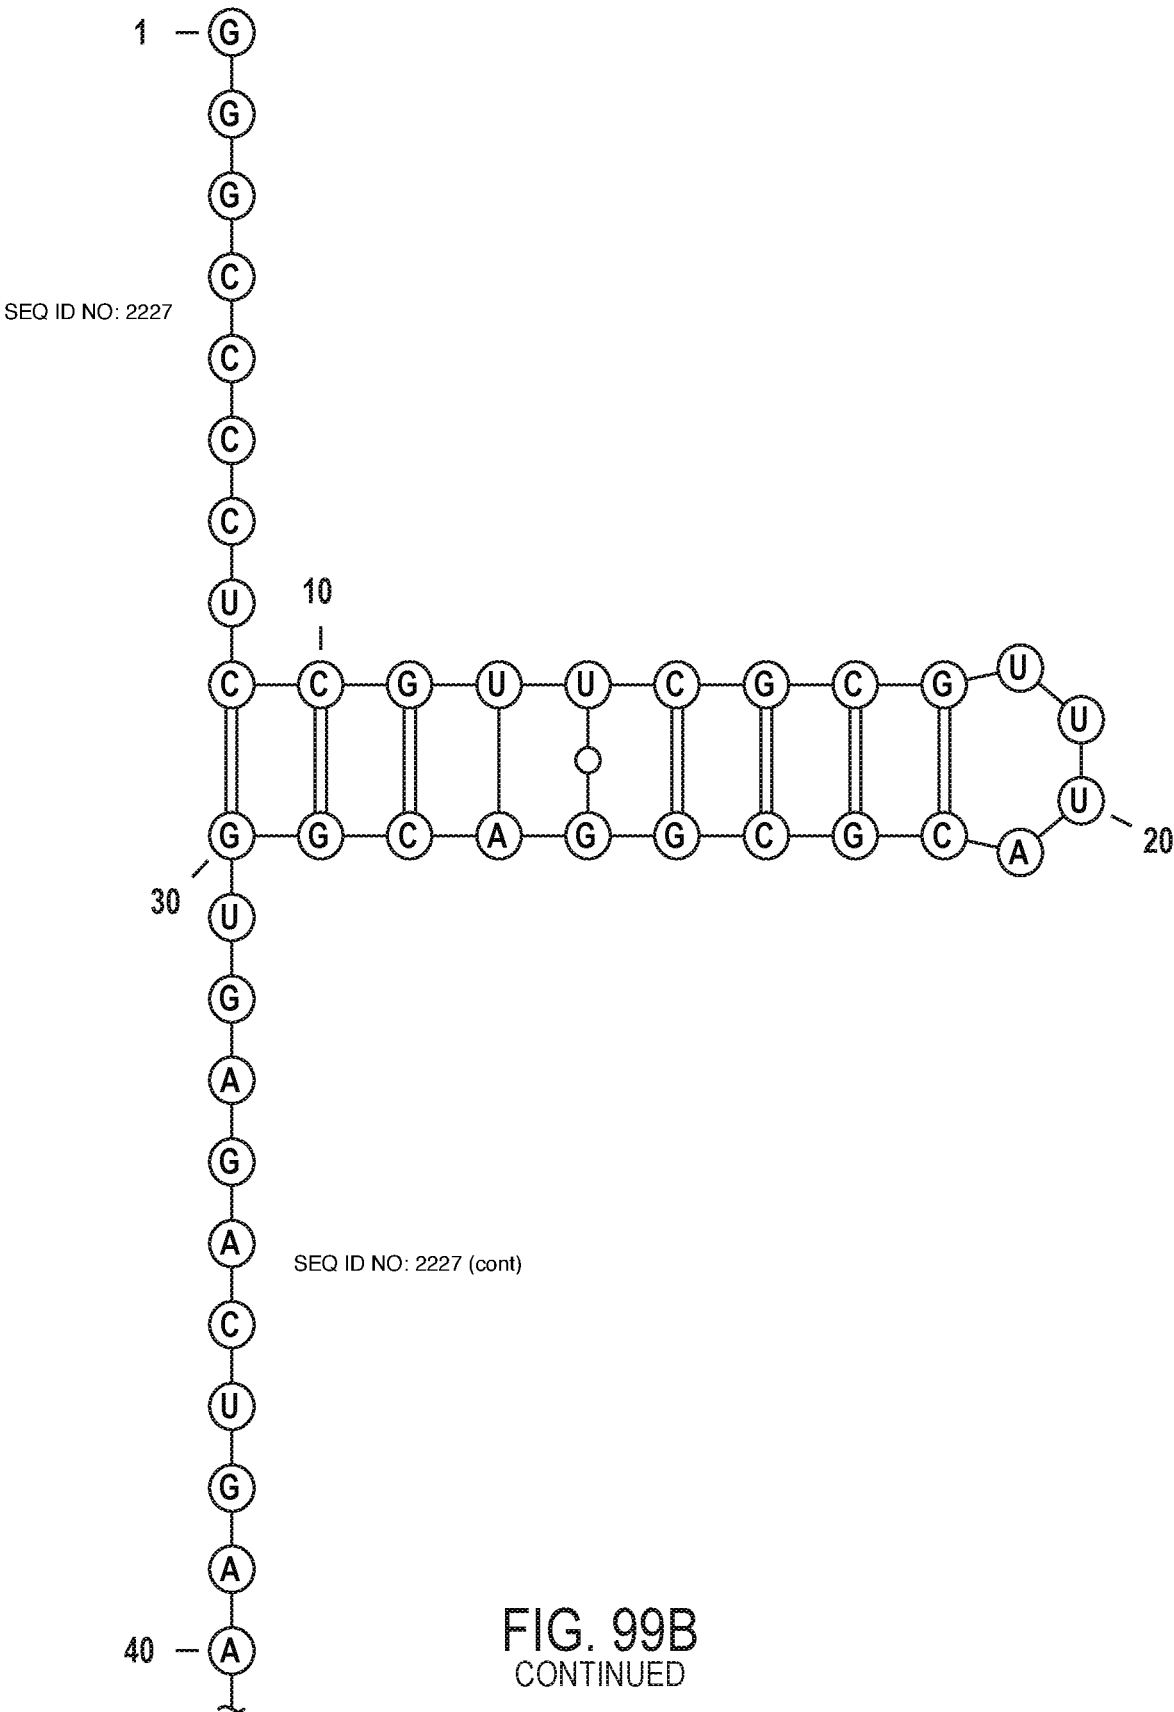 1 G
G
G
C
SEQ ID NO: 2227
C
C
C
U
10
C C G U U C G C G U
U
U
20
G G C A G G C G C A
30
U
G
A
G
A
SEQ ID NO: 2227 (cont)
C
U
G
A
40 A
FIG. 99B
CONTINUED